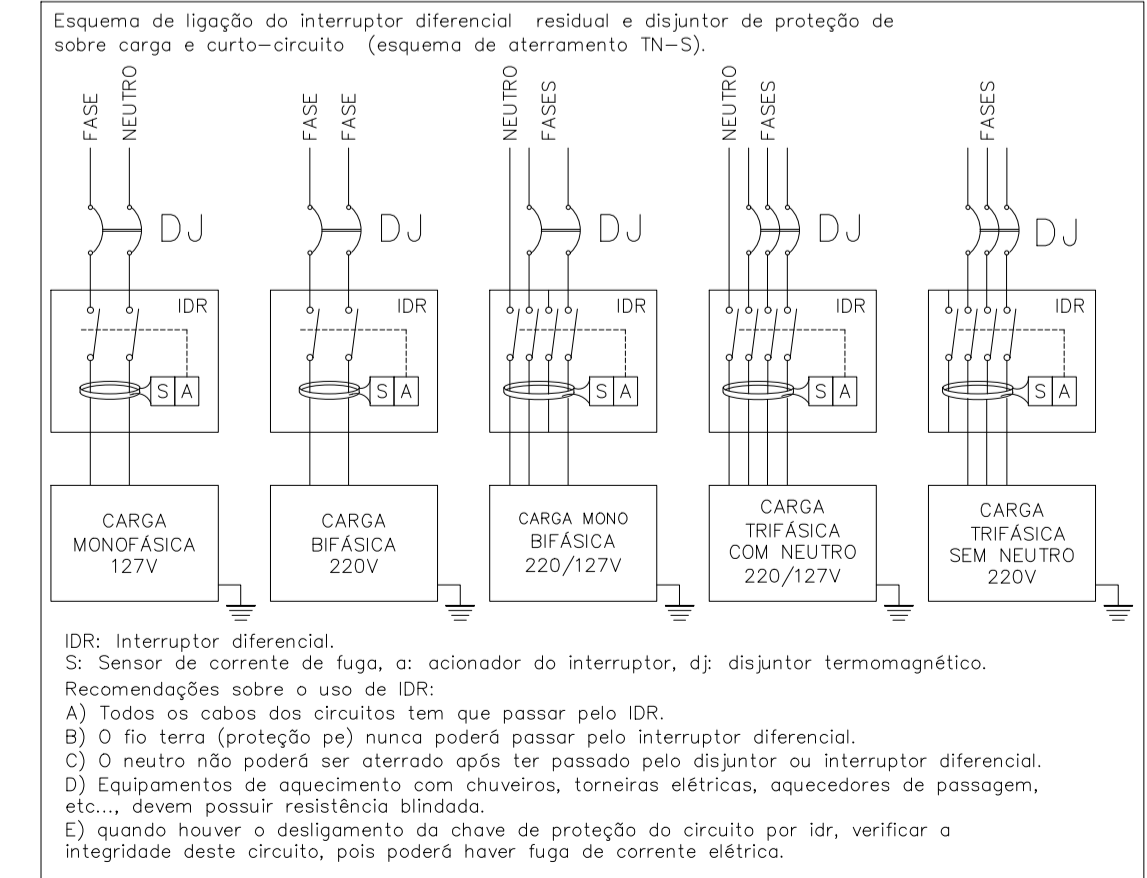 Esquema de ligação do interruptor diferencial residual e disjuntor de proteção de
sobre carga e curto-circuito (esquema de aterramento TN-S).
FASE
NEUTRO
FASE
FASE
NEUTRO
FASES
NEUTRO
FASES
FASES
DJ
DJ
DJ
DJ
DJ
IDR
IDR
IDR
IDR
IDR
S A
S A
S A
S A
S A
CARGA
MONOFÁSICA
127V
CARGA
BIFÁSICA
220V
CARGA MONO
BIFÁSICA
220/127V
CARGA
TRIFÁSICA
COM NEUTRO
220/127V
CARGA
TRIFÁSICA
SEM NEUTRO
220V
IDR: Interruptor diferencial.
S: Sensor de corrente de fuga, a: acionador do interruptor, dj: disjuntor termomagnético.
Recomendações sobre o uso de IDR:
A) Todos os cabos dos circuitos tem que passar pelo IDR.
B) O fio terra (proteção pe) nunca poderá passar pelo interruptor diferencial.
C) O neutro não poderá ser aterrado após ter passado pelo disjuntor ou interruptor diferencial.
D) Equipamentos de aquecimento com chuveiros, torneiras elétricas, aquecedores de passagem,
etc..., devem possuir resistência blindada.
E) quando houver o desligamento da chave de proteção do circuito por idr, verificar a
integridade deste circuito, pois poderá haver fuga de corrente elétrica.